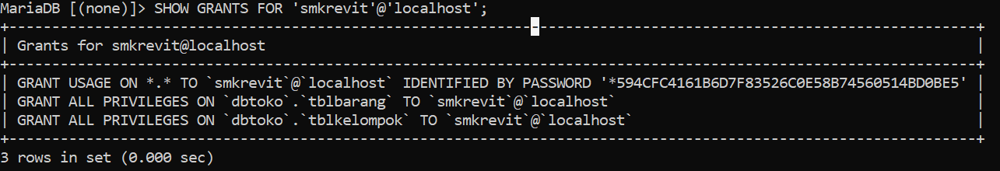 MariaDB [(none)]> SHOW GRANTS FOR 'smkrevit'@'localhost';
+---------------------------------------------------------------------------------------------------------+
| Grants for smkrevit@localhost |
+---------------------------------------------------------------------------------------------------------+
| GRANT USAGE ON *.* TO `smkrevit`@`localhost` IDENTIFIED BY PASSWORD '*594CFC4161B6D7F83526C0E58B74560514BD0BE5' |
| GRANT ALL PRIVILEGES ON `dbtoko`.`tblbarang` TO `smkrevit`@`localhost` |
| GRANT ALL PRIVILEGES ON `dbtoko`.`tblkelompok` TO `smkrevit`@`localhost` |
+---------------------------------------------------------------------------------------------------------+
3 rows in set (0.000 sec)